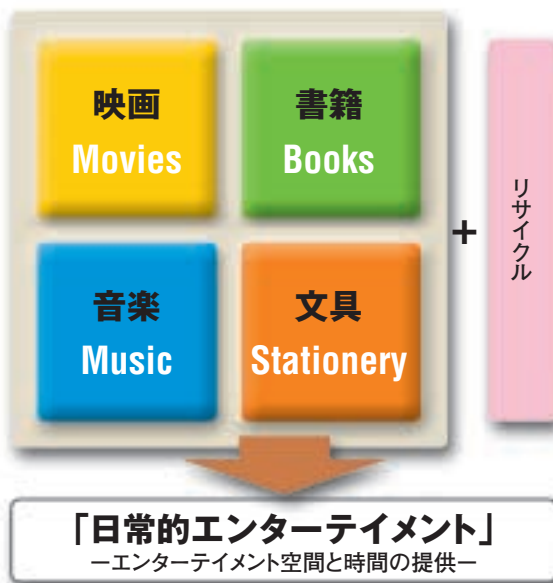 映画
Movies
書籍
Books
音楽
Music
文具
Stationery
+
リサイクル
「日常的エンターテイメント」
ーエンターテイメント空間と時間の提供ー